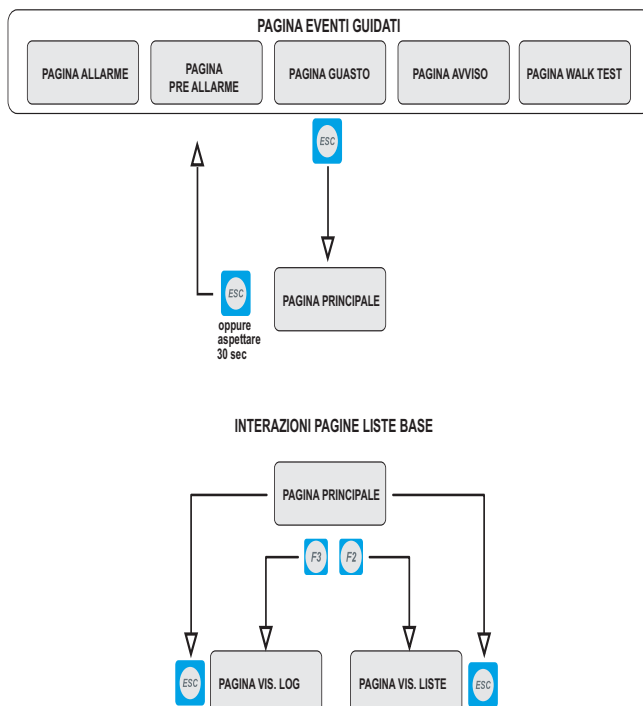 PAGINA EVENTI GUIDATI
PAGINA ALLARME
PAGINA
PRE ALLARME
PAGINA GUASTO
PAGINA AVVISO
PAGINA WALK TEST
ESC
ESC
oppure
aspettare
30 sec
PAGINA PRINCIPALE
INTERAZIONI PAGINE LISTE BASE
PAGINA PRINCIPALE
F3
F2
ESC
PAGINA VIS. LOG
PAGINA VIS. LISTE
ESC